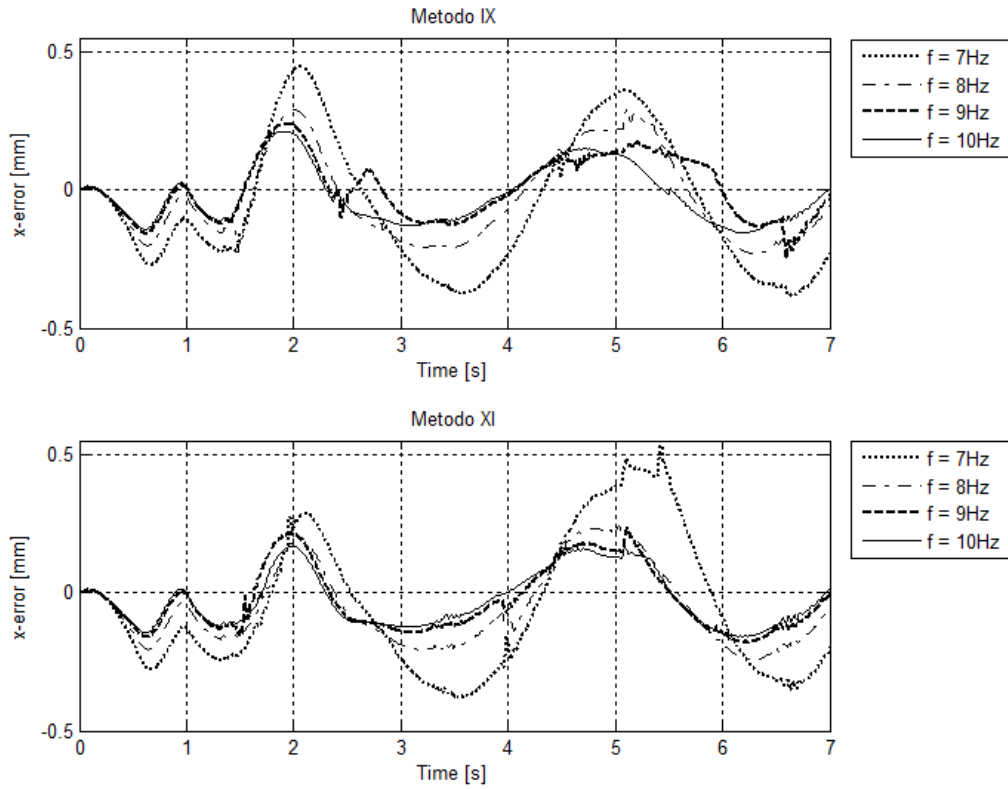 Metodo IX
x-error [mm]
0.5
0
-0.5
0 1 2 3 4 5 6 7
Time [s]
f = 7Hz
f = 8Hz
f = 9Hz
f = 10Hz
Metodo XI
x-error [mm]
0.5
0
-0.5
0 1 2 3 4 5 6 7
Time [s]
f = 7Hz
f = 8Hz
f = 9Hz
f = 10Hz